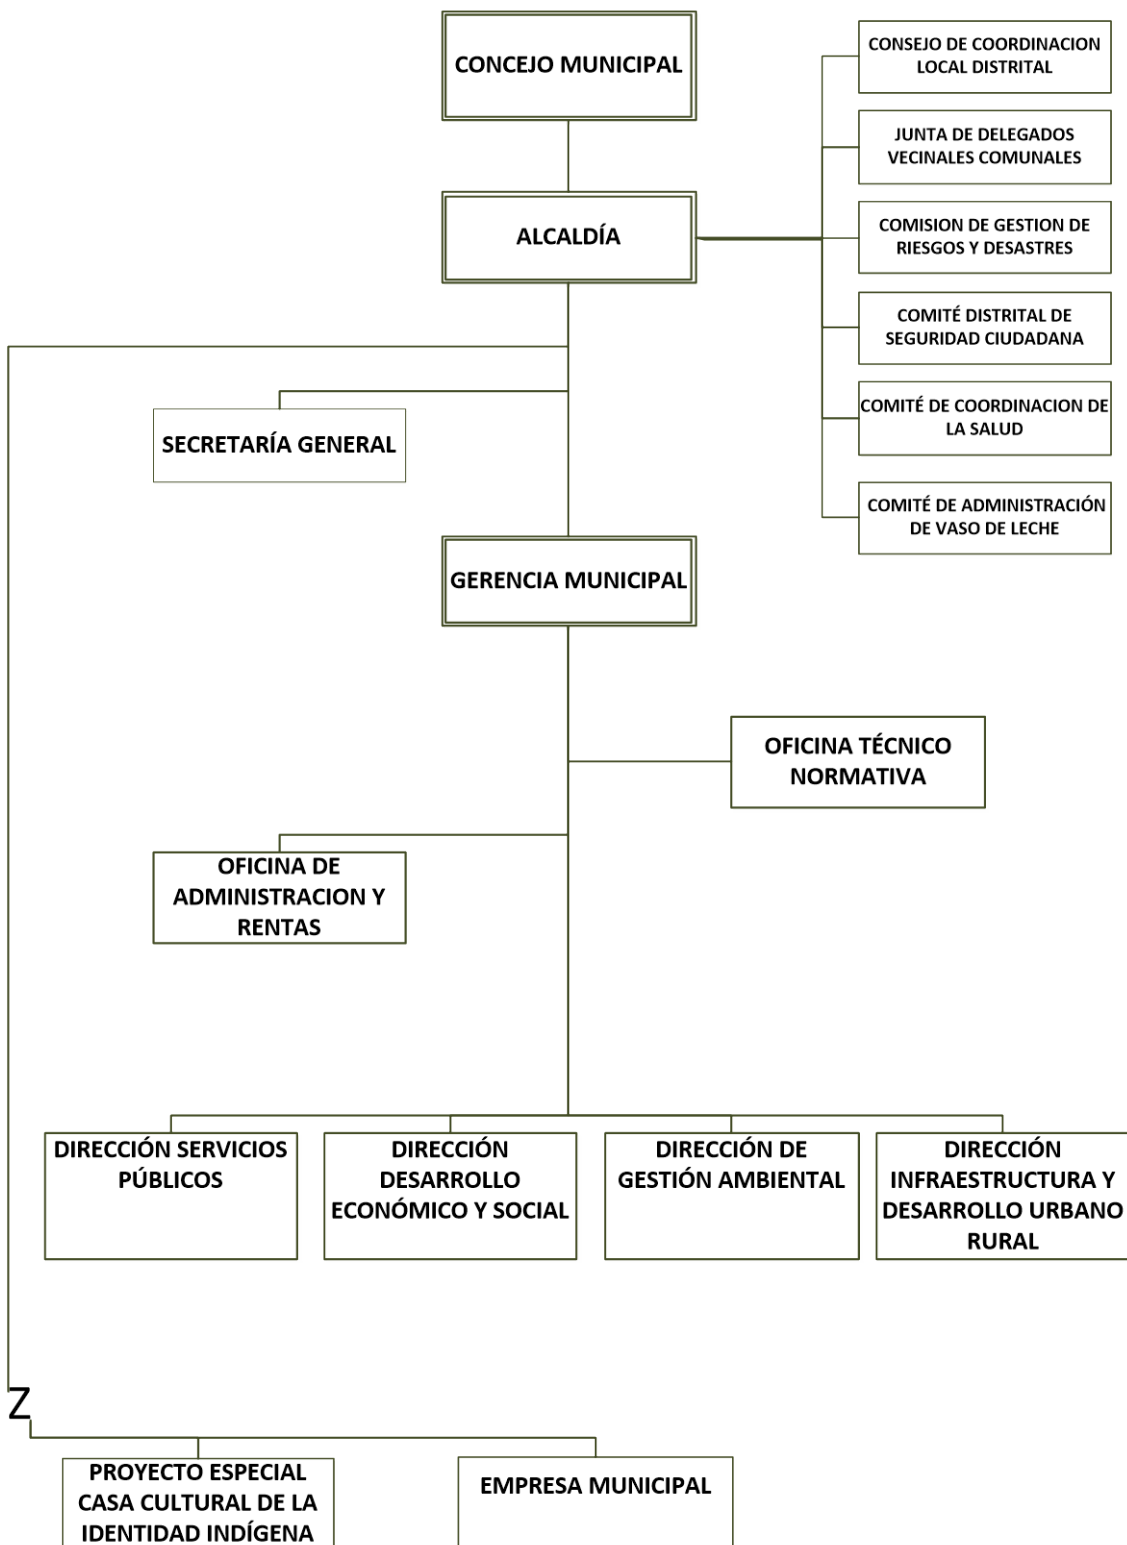 CONCEJO MUNICIPAL
CONSEJO DE COORDINACION
LOCAL DISTRITAL
JUNTA DE DELEGADOS
VECINALES COMUNALES
ALCALDÍA
COMISION DE GESTION DE
RIESGOS Y DESASTRES
COMITÉ DISTRITAL DE
SEGURIDAD CIUDADANA
COMITÉ DE COORDINACION DE
LA SALUD
SECRETARÍA GENERAL
COMITÉ DE ADMINISTRACIÓN
DE VASO DE LECHE
GERENCIA MUNICIPAL
OFICINA TÉCNICO
NORMATIVA
OFICINA DE
ADMINISTRACION Y
RENTAS
DIRECCIÓN SERVICIOS
PÚBLICOS
DIRECCIÓN
DESARROLLO
ECONÓMICO Y SOCIAL
DIRECCIÓN DE
GESTIÓN AMBIENTAL
DIRECCIÓN
INFRAESTRUCTURA Y
DESARROLLO URBANO
RURAL
Z
PROYECTO ESPECIAL
CASA CULTURAL DE LA
IDENTIDAD INDÍGENA
EMPRESA MUNICIPAL